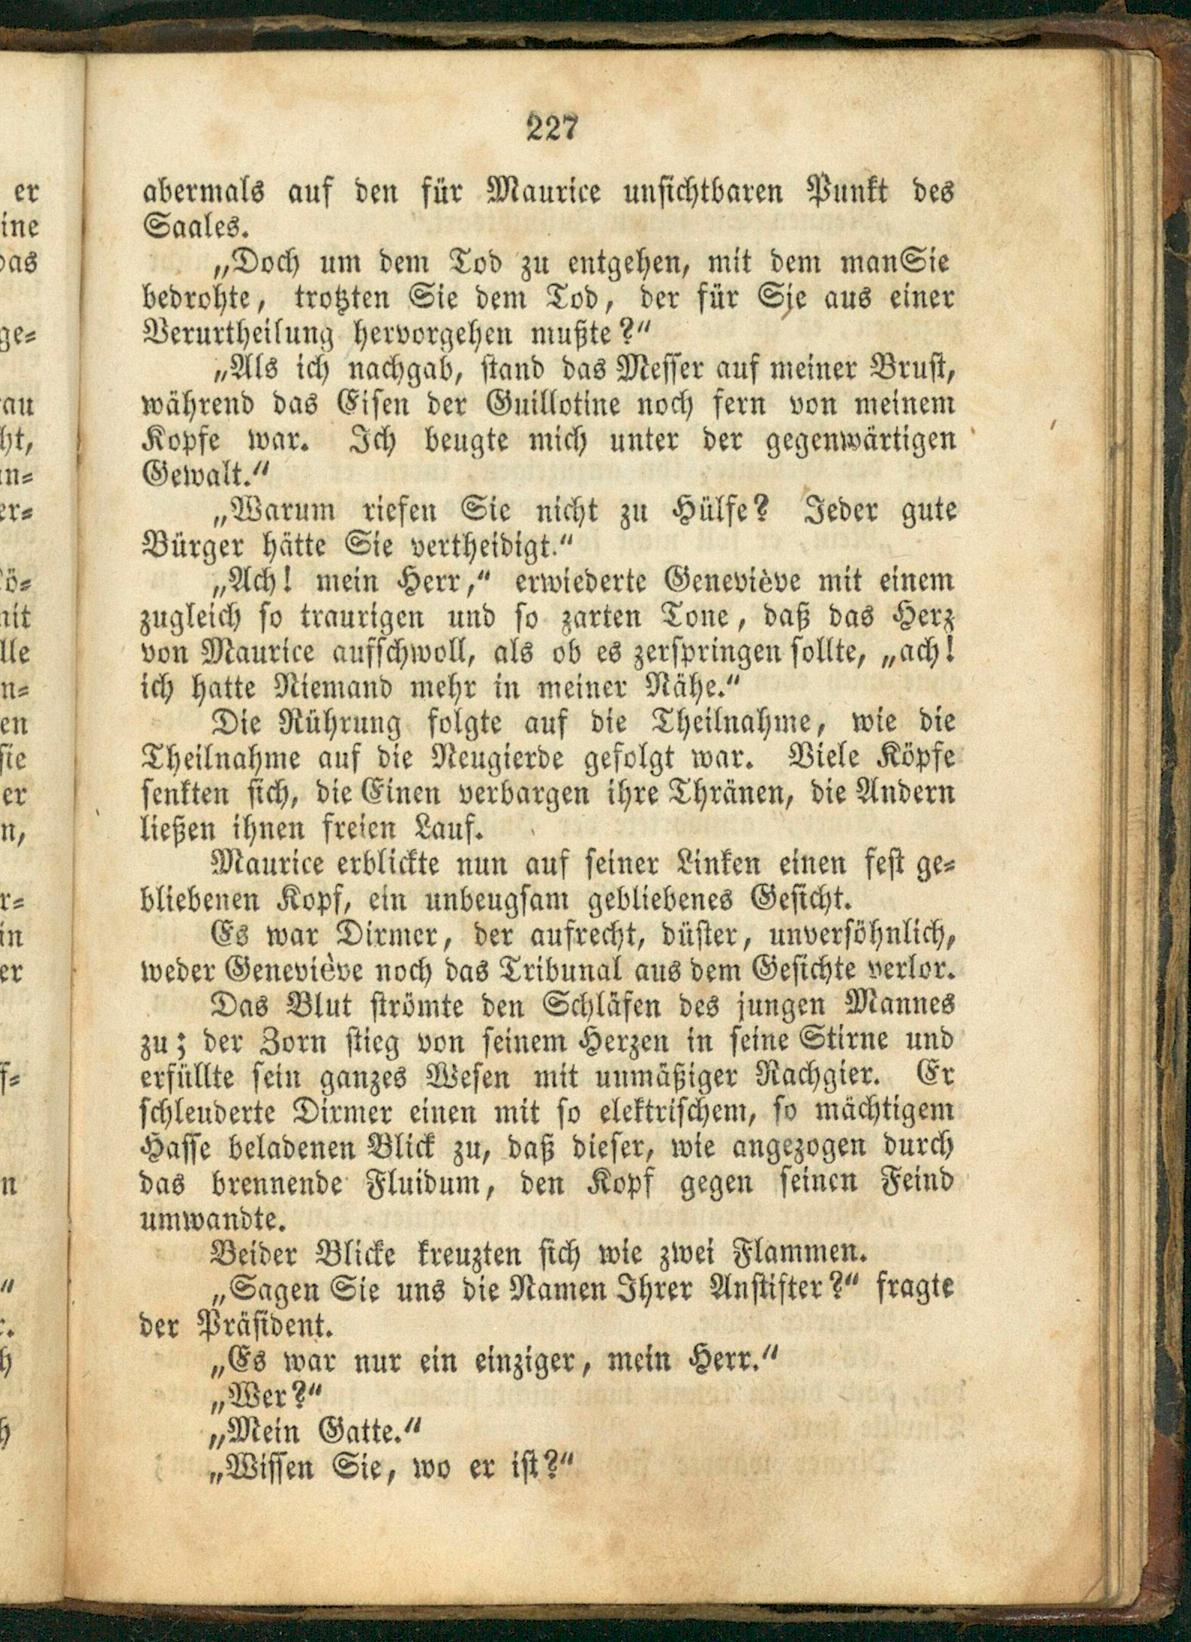 227
abermals auf den für Maurice unsichtbaren Punkt des
Saales.
„Doch um dem Tod zu entgehen, mit dem manSie
bedrohte, trotzten Sie dem Tod, der für Sie aus einer
Verurtheilung hervorgehen mußte?“
„Als ich nachgab, stand das Messer auf meiner Brust,
während das Eisen der Guillotine noch fern von meinem
Kopfe war. Ich beugte mich unter der gegenwärtigen
Gewalt.“
„Warum riefen Sie nicht zu Hülfe? Jeder gute
Bürger hätte Sie vertheidigt.“
„Ach! mein Herr,“ erwiederte Geneviève mit einem
zugleich so traurigen und so zarten Tone, daß das Herz
von Maurice aufschwoll, als ob es zerspringen sollte, „ach!
ich hatte Niemand mehr in meiner Nähe.“
Die Rührung folgte auf die Theilnahme, wie die
Theilnahme auf die Neugierde gefolgt war. Viele Köpfe
senkten sich, die Einen verbargen ihre Thränen, die Andern
ließen ihnen freien Lauf.
Maurice erblickte nun auf seiner Linken einen fest ge-
bliebenen Kopf, ein unbeugsam gebliebenes Gesicht.
Es war Dirmer, der aufrecht, düster, unversöhnlich,
weder Geneviève noch das Tribunal aus dem Gesichte verlor.
Das Blut strömte den Schläfen des jungen Mannes
zu; der Zorn stieg von seinem Herzen in seine Stirne und
erfüllte sein ganzes Wesen mit unmäßiger Rachgier. Er
schleuderte Dirmer einen mit so elektrischem, so mächtigem
Hasse beladenen Blick zu, daß dieser, wie angezogen durch
das brennende Fluidum, den Kopf gegen seinen Feind
umwandte.
Beider Blicke kreuzten sich wie zwei Flammen.
„Sagen Sie uns die Namen Ihrer Anstifter?“ fragte
der Präsident.
„Es war nur ein einziger, mein Herr.“
„Wer?“
„Mein Gatte.“
„Wissen Sie, wo er ist?“